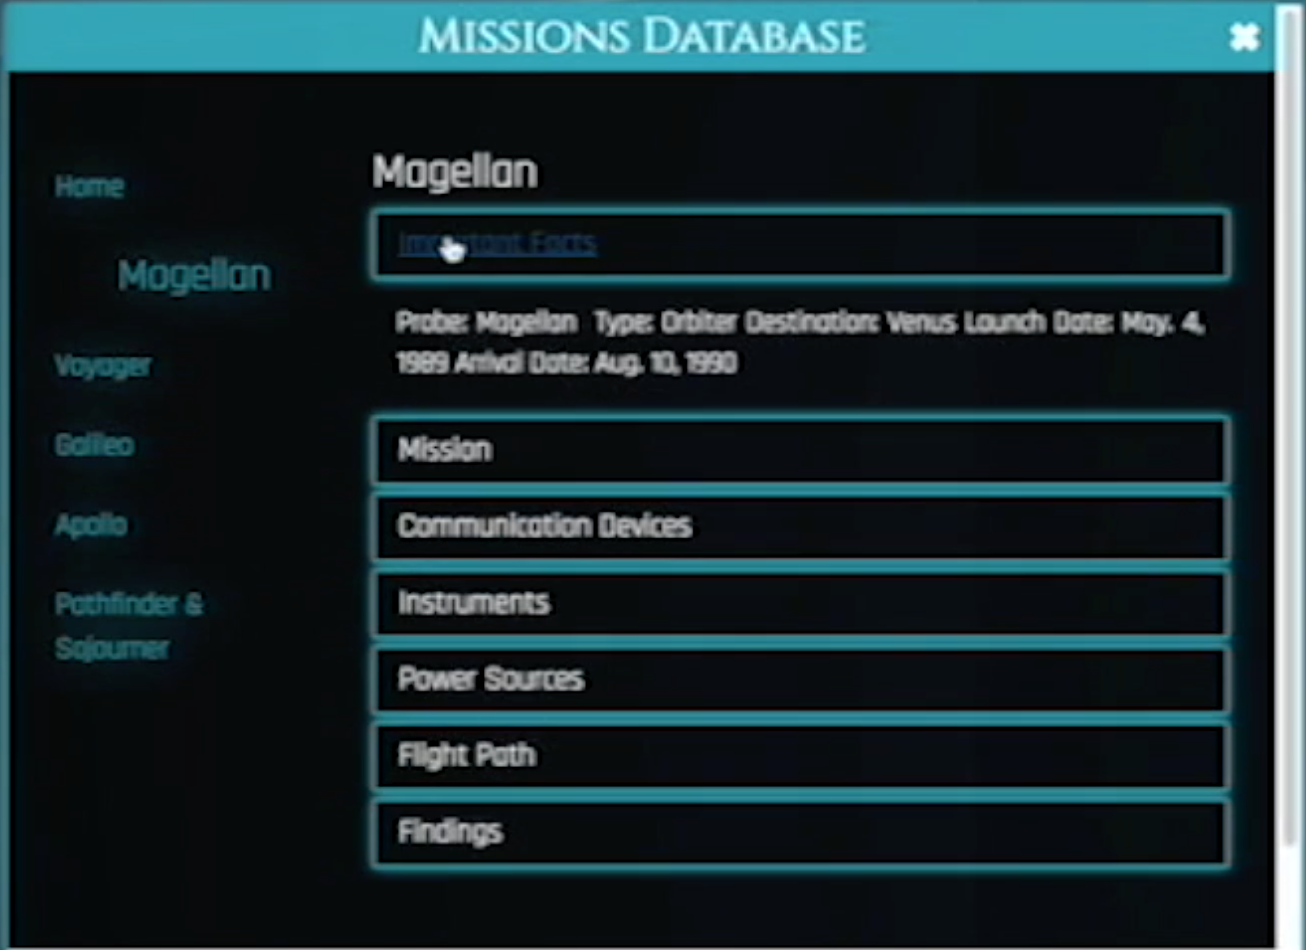 MISSIONS DATABASE
Home
Magellan
Voyager
Galileo
Apollo
Pathfinder &
Sojourner
Magellan
Important Facts
Probe: Magellan Type: Orbiter Destination: Venus Launch Date: May. 4,
1989 Arrival Date: Aug. 10, 1990
Mission
Communication Devices
Instruments
Power Sources
Flight Path
Findings